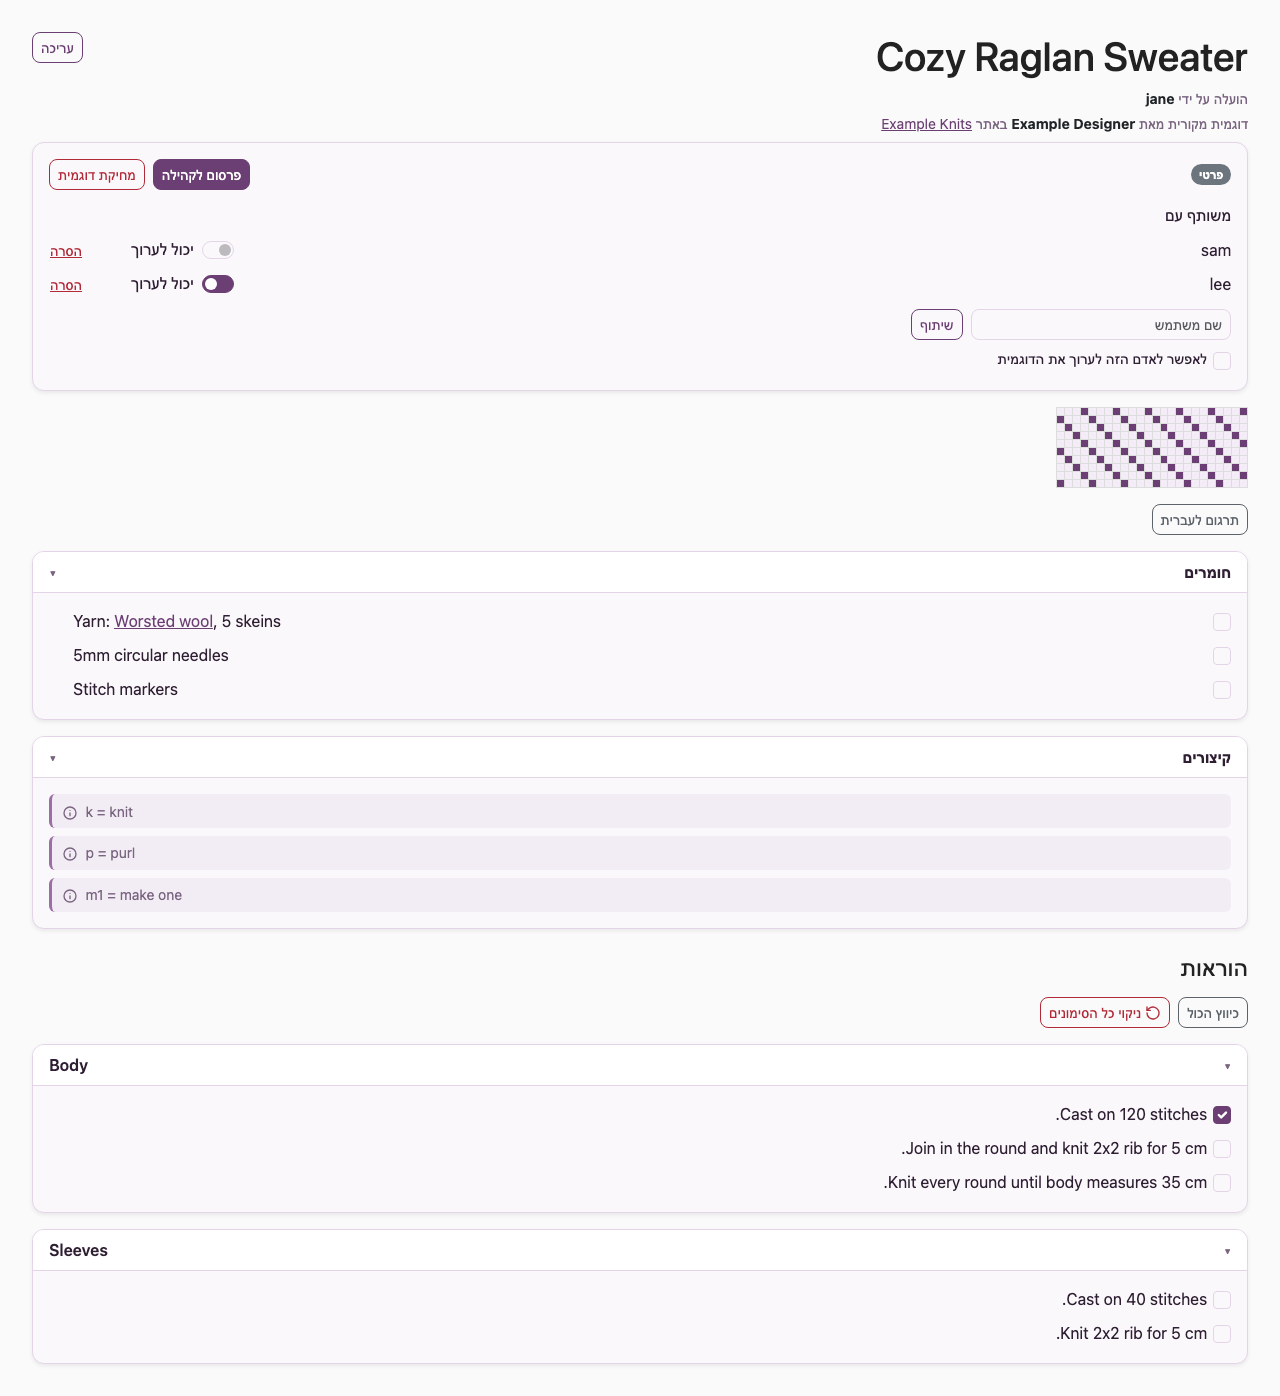 Cozy Raglan Sweater
עריכה
הועלה על ידי jane
דוגמית מקורית מאת Example Designer באתר Example Knits
פרטי
פרסום לקהילה
מחיקת דוגמית
משותף עם
sam
יכול לערוך
הסרה
lee
יכול לערוך
הסרה
שם משתמש
שיתוף
לאפשר לאדם הזה לערוך את הדוגמית
תרגום לעברית
חומרים
Yarn: Worsted wool, 5 skeins
5mm circular needles
Stitch markers
קיצורים
k = knit
p = purl
m1 = make one
הוראות
כיווץ הכול
ניקוי כל הסימונים
Body
Cast on 120 stitches.
Join in the round and knit 2x2 rib for 5 cm.
Knit every round until body measures 35 cm.
Sleeves
Cast on 40 stitches.
Knit 2x2 rib for 5 cm.